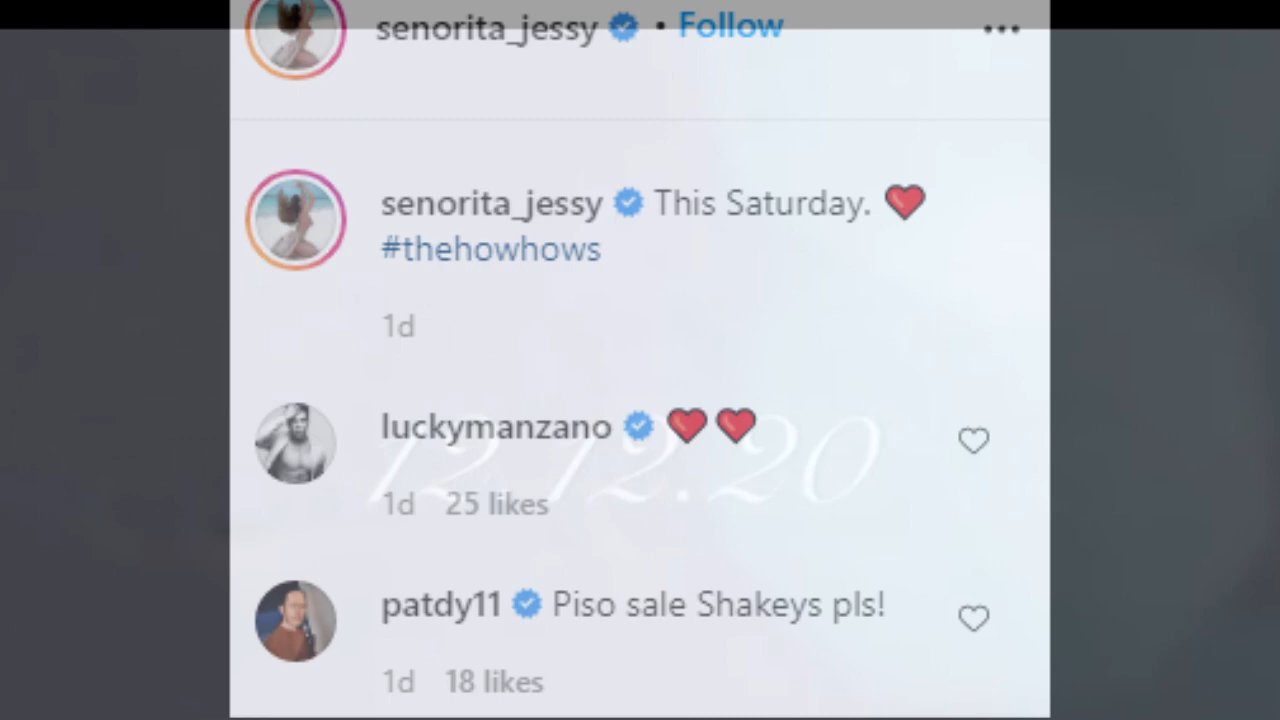 senorita_jessy • Follow
senorita_jessy This Saturday. ❤️
#thehowhows
1d
luckymanzano ❤️❤️
12.12.20
1d 25 likes
patdy11 Piso sale Shakeys pls!
1d 18 likes